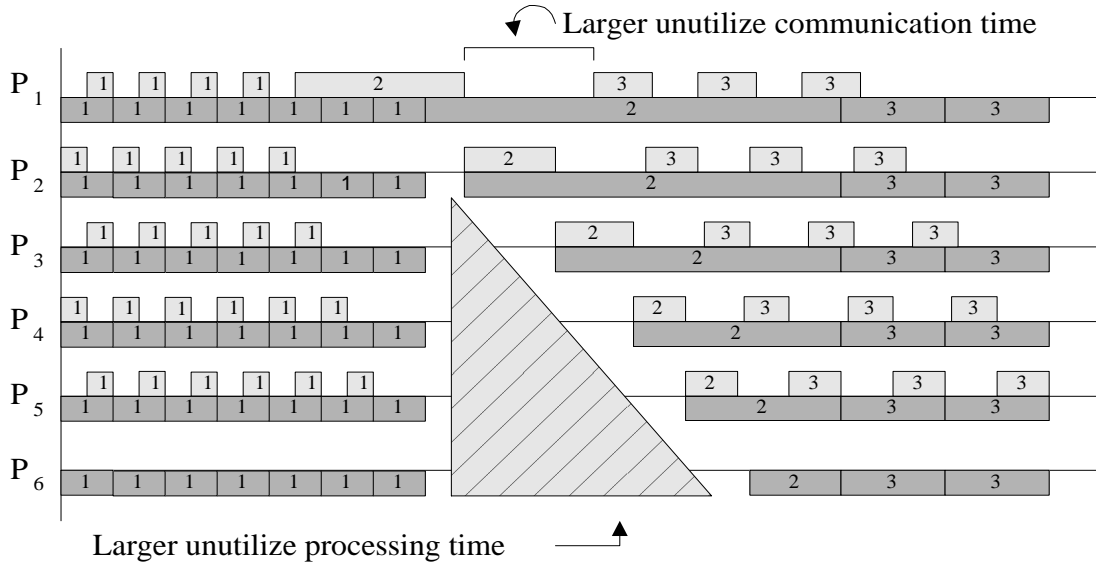 Larger unutilize communication time
P1 1 1 1 1 2 3 3 3
1 1 1 1 1 1 1 2 3 3
P2 1 1 1 1 1 2 3 3 3
1 1 1 1 1 1 1 2 3 3
P3 1 1 1 1 1 2 3 3 3
1 1 1 1 1 1 1 2 3 3
P4 1 1 1 1 1 1 2 3 3 3
1 1 1 1 1 1 1 2 3 3
P5 1 1 1 1 1 1 2 3 3 3
1 1 1 1 1 1 1 2 3 3
P6 1 1 1 1 1 1 1 2 3 3
Larger unutilize processing time